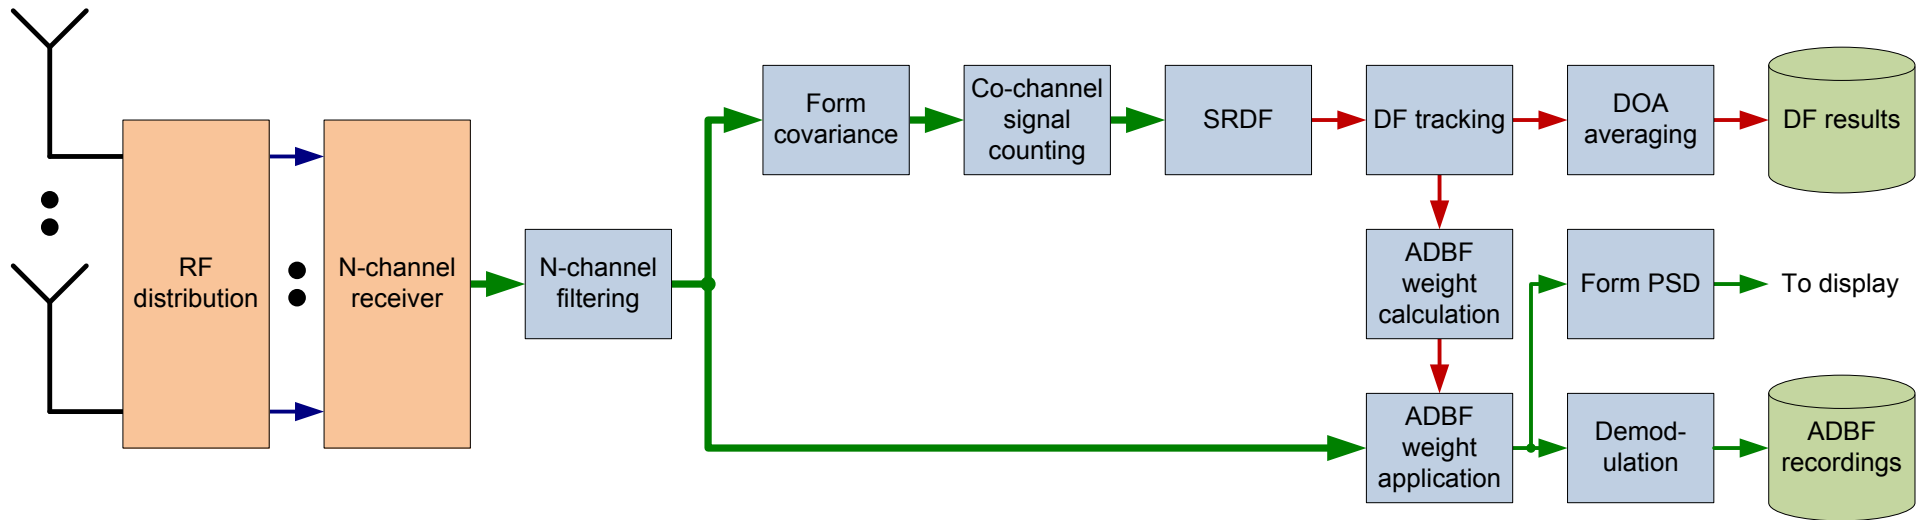 RF
distribution
N-channel
receiver
N-channel
filtering
Form
covariance
Co-channel
signal
counting
SRDF
DF tracking
DOA
averaging
DF results
ADBF
weight
calculation
Form PSD
To display
ADBF
weight
application
Demod-
ulation
ADBF
recordings